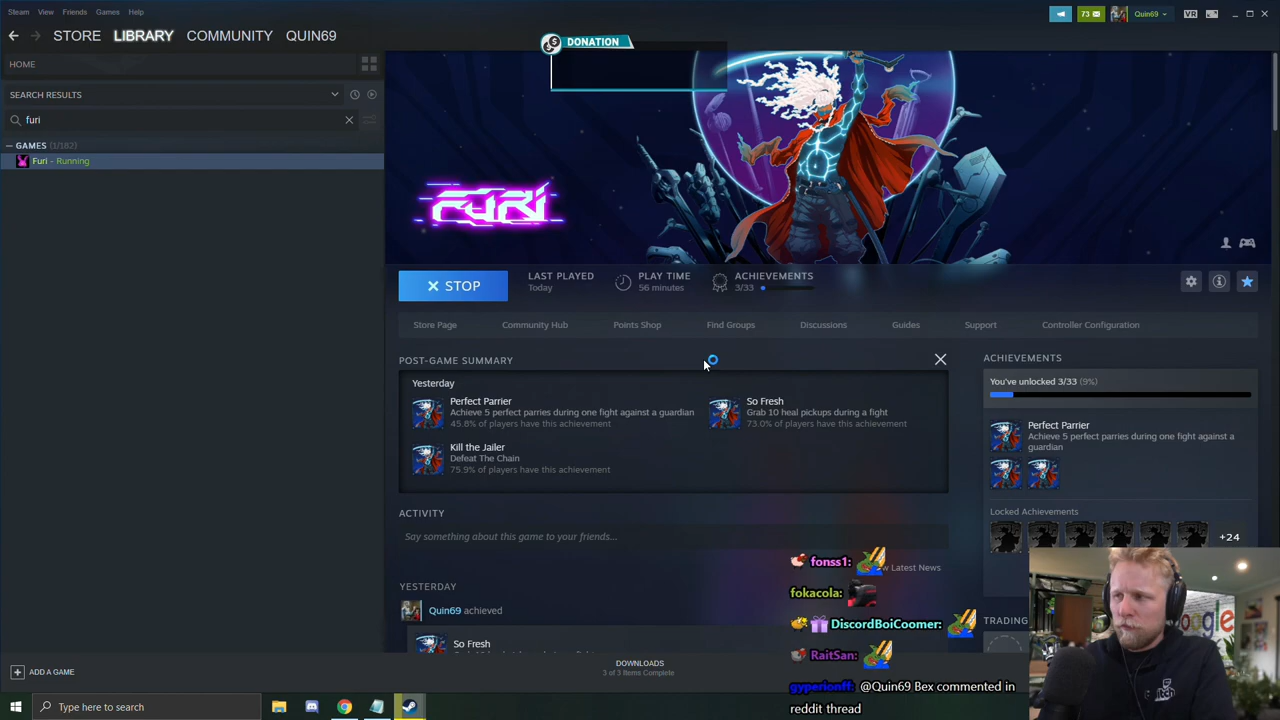 Steam View Friends Games Help
73
Quin69
VR
STORE LIBRARY COMMUNITY QUIN69
DONATION
HOME
SEARCH RESULTS
furi
GAMES (1/182)
Furi - Running
FURI
STOP
LAST PLAYED
Today
PLAY TIME
56 minutes
ACHIEVEMENTS
3/33
Store Page Community Hub Points Shop Find Groups Discussions Guides Support Controller Configuration
POST-GAME SUMMARY
Yesterday
Perfect Parrier
Achieve 5 perfect parries during one fight against a guardian
45.8% of players have this achievement
So Fresh
Grab 10 heal pickups during a fight
73.0% of players have this achievement
Kill the Jailer
Defeat The Chain
75.9% of players have this achievement
ACHIEVEMENTS
You've unlocked 3/33 (9%)
Perfect Parrier
Achieve 5 perfect parries during one fight against a
guardian
Locked Achievements
+24
ACTIVITY
Say something about this game to your friends...
Latest News
YESTERDAY
Quin69 achieved
So Fresh
TRADING
fonss1:
fokacola:
DiscordBoiCoomer:
RaitSan:
gyperionff: @Quin69 Bex commented in
reddit thread
Google
ADD A GAME
DOWNLOADS
3 of 3 Items Complete
Type here to search